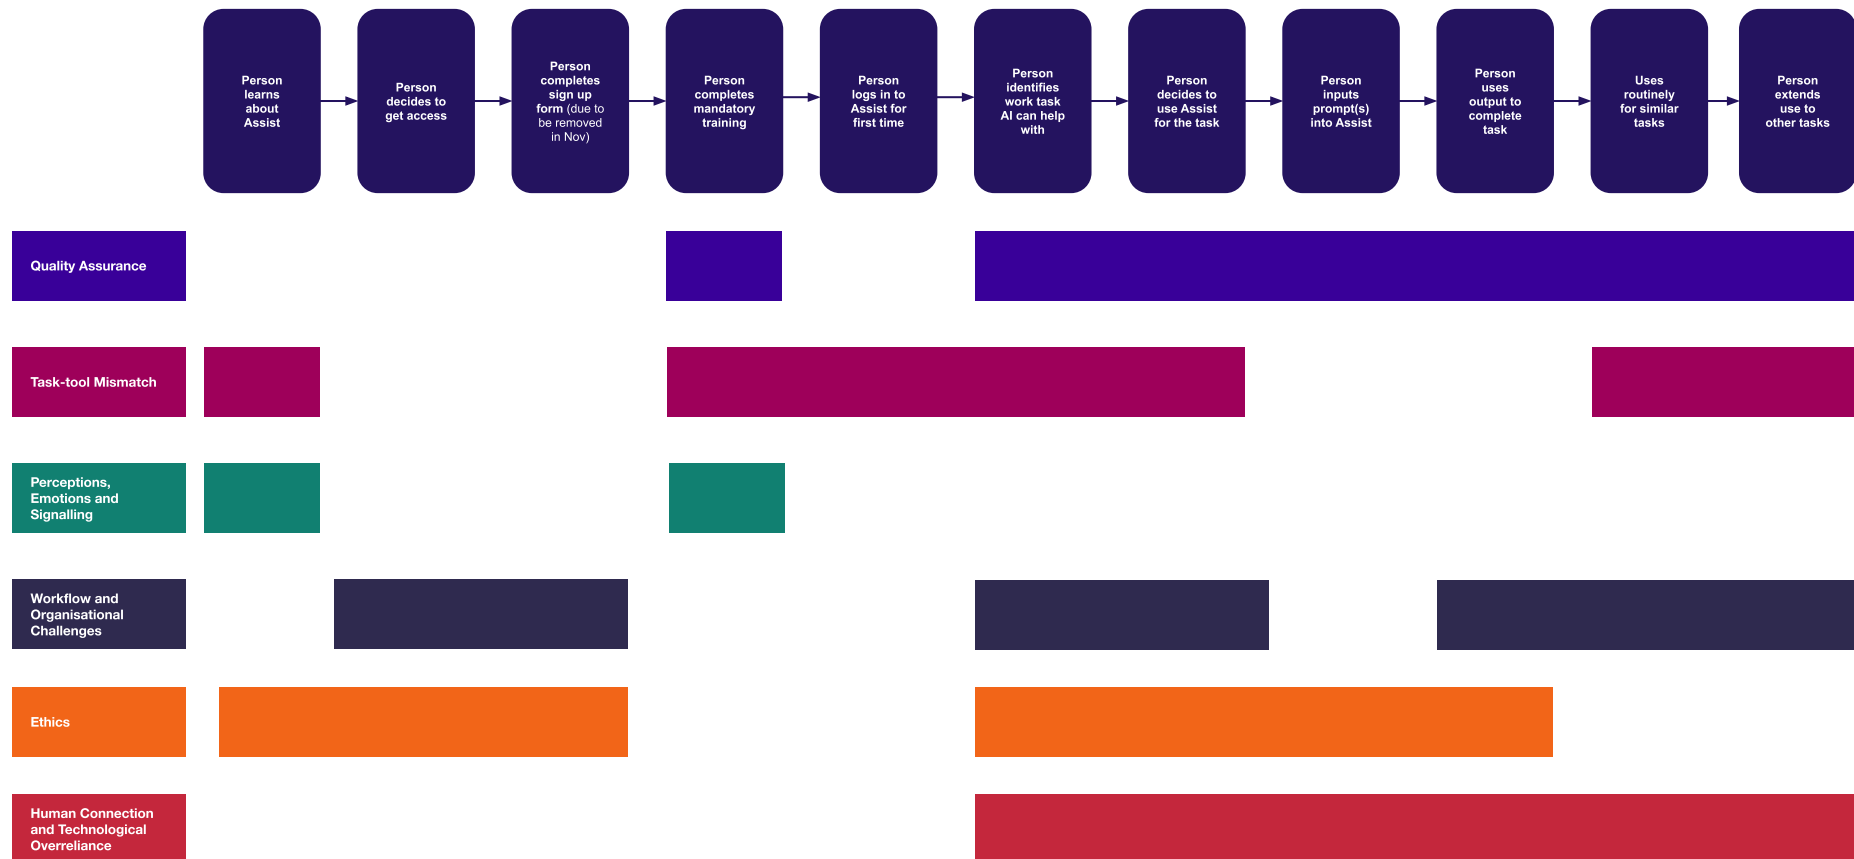 Person
learns
about
Assist
Person
decides to
get access
Person
completes
sign up
form (due to
be removed
in Nov)
Person
completes
mandatory
training
Person
logs in to
Assist for
first time
Person
identifies
work task
AI can help
with
Person
decides to
use Assist
for the task
Person
inputs
prompt(s)
into Assist
Person
uses
output to
complete
task
Uses
routinely
for similar
tasks
Person
extends
use to
other tasks
Quality Assurance
Task-tool Mismatch
Perceptions,
Emotions and
Signalling
Workflow and
Organisational
Challenges
Ethics
Human Connection
and Technological
Overreliance